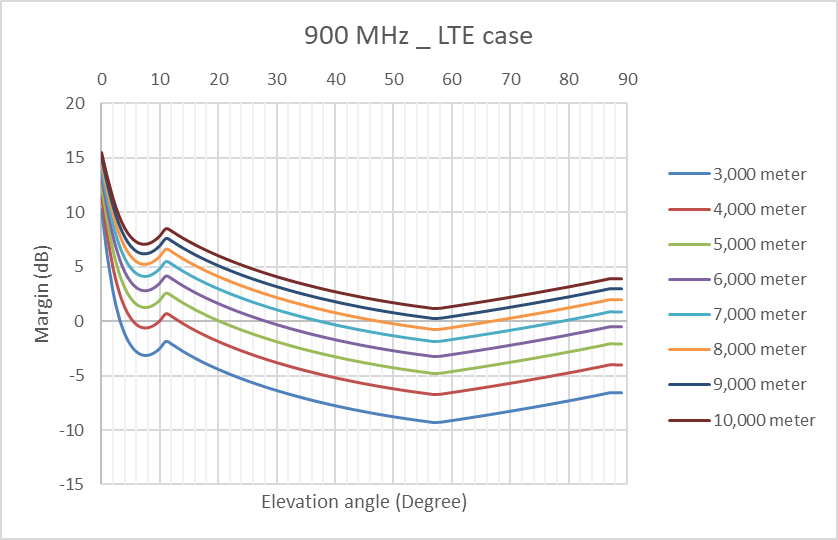 900 MHz _ LTE case
0 10 20 30 40 50 60 70 80 90
20
15
10
5
0
-5
-10
-15
Margin (dB)
Elevation angle (Degree)
3,000 meter
4,000 meter
5,000 meter
6,000 meter
7,000 meter
8,000 meter
9,000 meter
10,000 meter